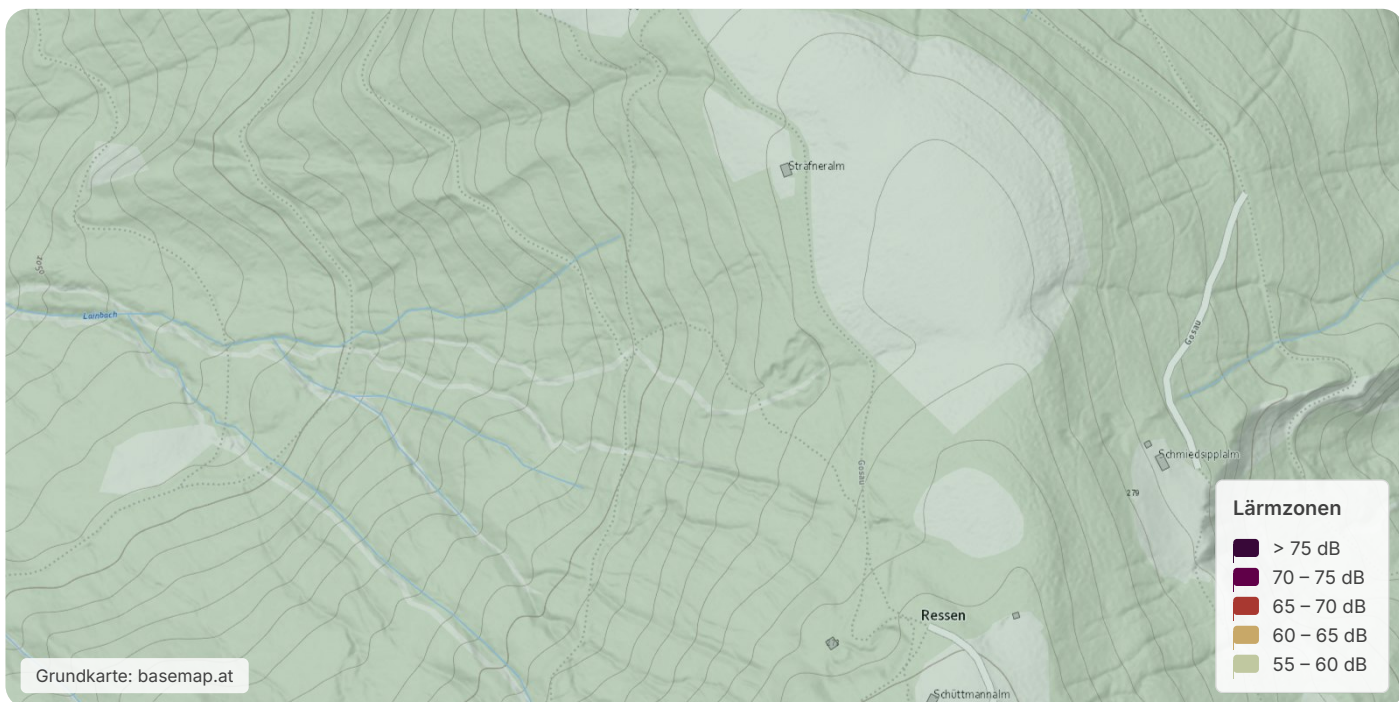 Strafneralm
2050
Lainbach
Gosau
Gosau
Schmiedsipplalm
279
Ressen
Schüttmannalm
Lärmzonen
> 75 dB
70 – 75 dB
65 – 70 dB
60 – 65 dB
55 – 60 dB
Grundkarte: basemap.at